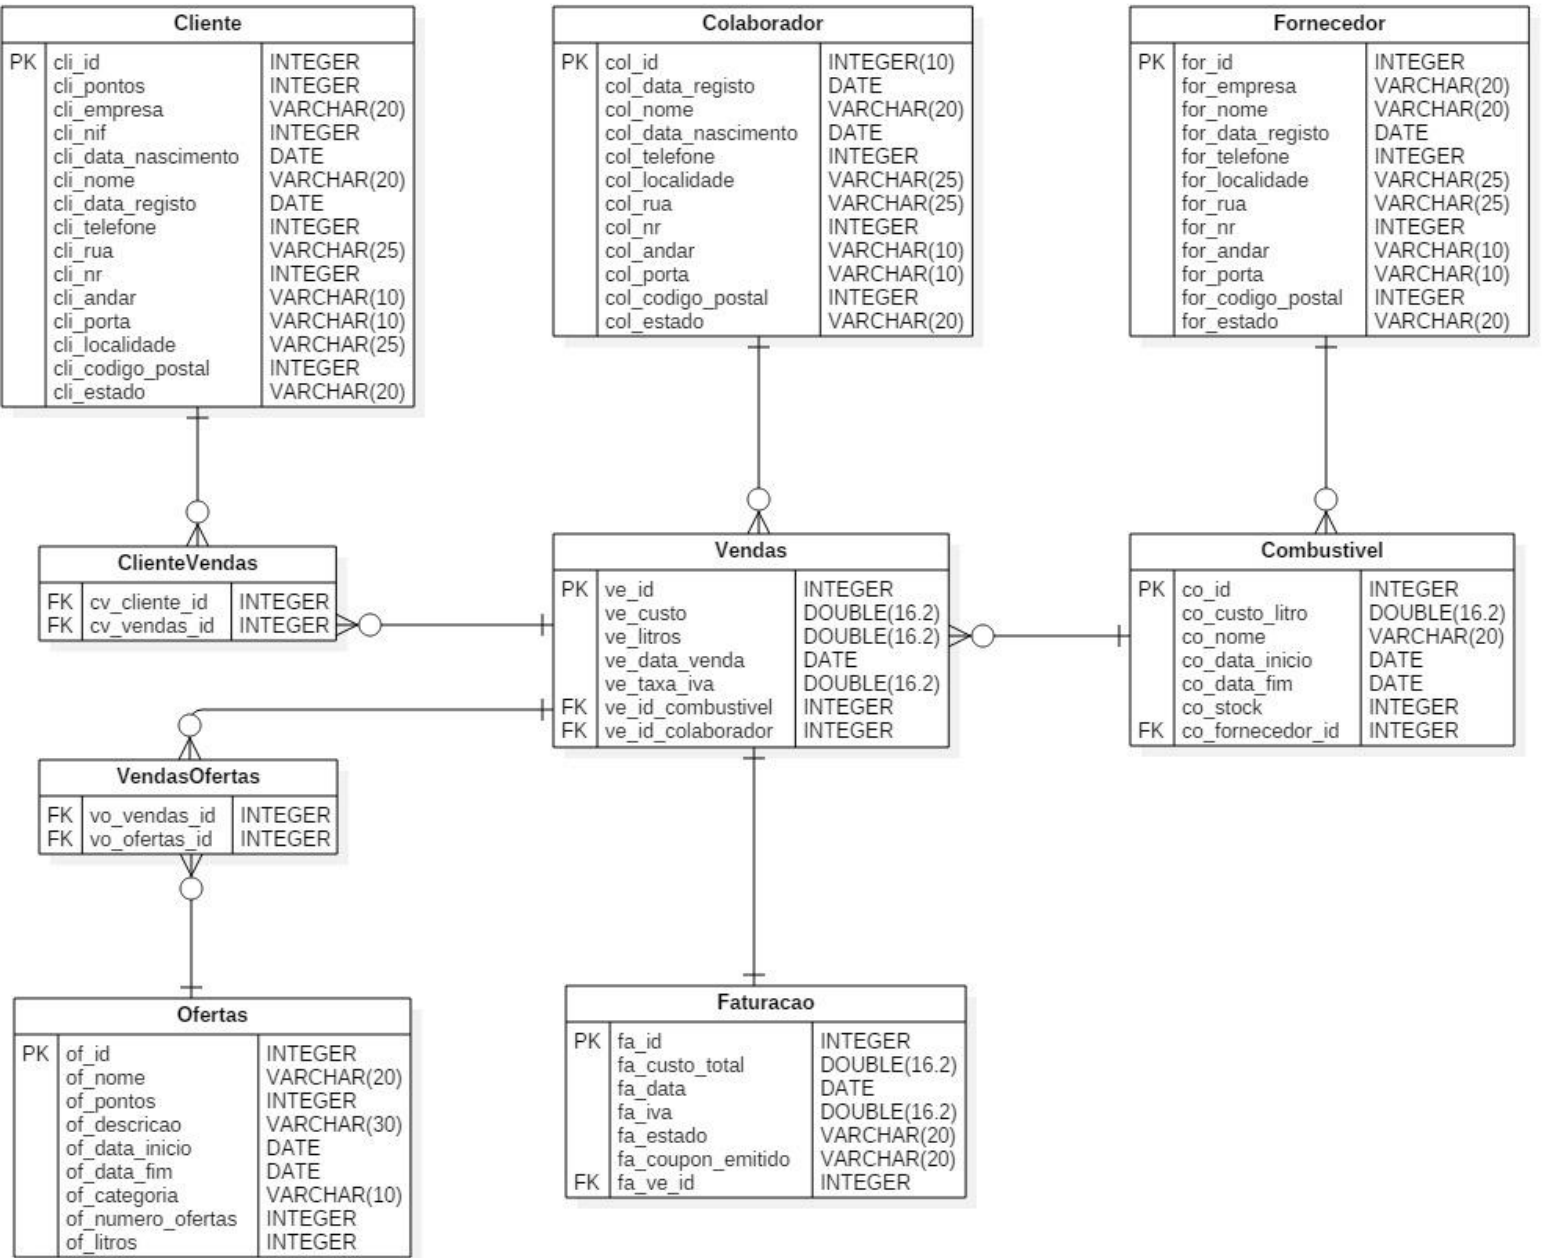 Cliente
PK cli_id INTEGER
cli_pontos INTEGER
cli_empresa VARCHAR(20)
cli_nif INTEGER
cli_data_nascimento DATE
cli_nome VARCHAR(20)
cli_data_registo DATE
cli_telefone INTEGER
cli_rua VARCHAR(25)
cli_nr INTEGER
cli_andar VARCHAR(10)
cli_porta VARCHAR(10)
cli_localidade VARCHAR(25)
cli_codigo_postal INTEGER
cli_estado VARCHAR(20)
Colaborador
PK col_id INTEGER(10)
col_data_registo DATE
col_nome VARCHAR(20)
col_data_nascimento DATE
col_telefone INTEGER
col_localidade VARCHAR(25)
col_rua VARCHAR(25)
col_nr INTEGER
col_andar VARCHAR(10)
col_porta VARCHAR(10)
col_codigo_postal INTEGER
col_estado VARCHAR(20)
Fornecedor
PK for_id INTEGER
for_empresa VARCHAR(20)
for_nome VARCHAR(20)
for_data_registo DATE
for_telefone INTEGER
for_localidade VARCHAR(25)
for_rua VARCHAR(25)
for_nr INTEGER
for_andar VARCHAR(10)
for_porta VARCHAR(10)
for_codigo_postal INTEGER
for_estado VARCHAR(20)
ClienteVendas
FK cv_cliente_id INTEGER
FK cv_vendas_id INTEGER
Vendas
PK ve_id INTEGER
ve_custo DOUBLE(16.2)
ve_litros DOUBLE(16.2)
ve_data_venda DATE
ve_taxa_iva DOUBLE(16.2)
FK ve_id_combustivel INTEGER
FK ve_id_colaborador INTEGER
Combustivel
PK co_id INTEGER
co_custo_litro DOUBLE(16.2)
co_nome VARCHAR(20)
co_data_inicio DATE
co_data_fim DATE
co_stock INTEGER
FK co_fornecedor_id INTEGER
VendasOfertas
FK vo_vendas_id INTEGER
FK vo_ofertas_id INTEGER
Ofertas
PK of_id INTEGER
of_nome VARCHAR(20)
of_pontos INTEGER
of_descricao VARCHAR(30)
of_data_inicio DATE
of_data_fim DATE
of_categoria VARCHAR(10)
of_numero_ofertas INTEGER
of_litros INTEGER
Faturacao
PK fa_id INTEGER
fa_custo_total DOUBLE(16.2)
fa_data DATE
fa_iva DOUBLE(16.2)
fa_estado VARCHAR(20)
fa_coupon_emitido VARCHAR(20)
FK fa_ve_id INTEGER